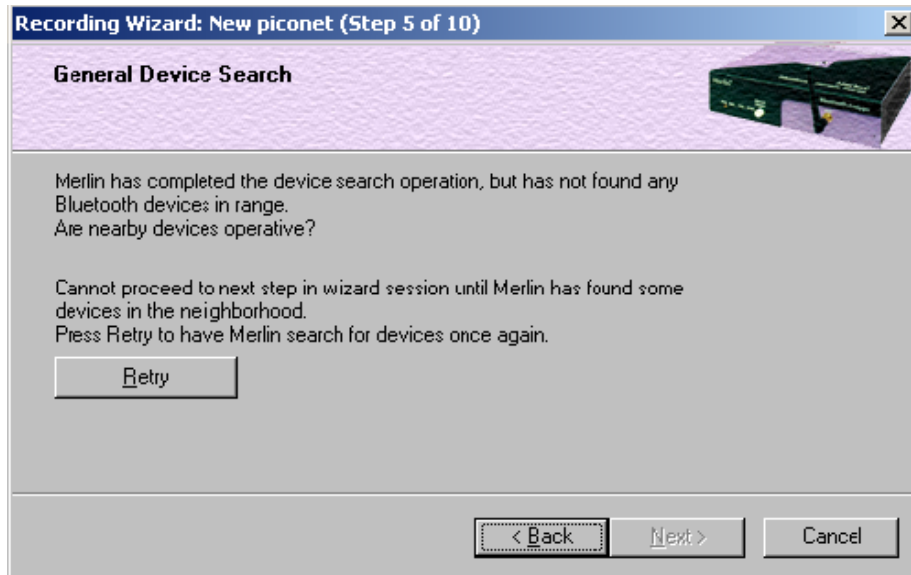 Recording Wizard: New piconet (Step 5 of 10)
General Device Search
Merlin has completed the device search operation, but has not found any
Bluetooth devices in range.
Are nearby devices operative?
Cannot proceed to next step in wizard session until Merlin has found some
devices in the neighborhood.
Press Retry to have Merlin search for devices once again.
Retry
< Back Next > Cancel